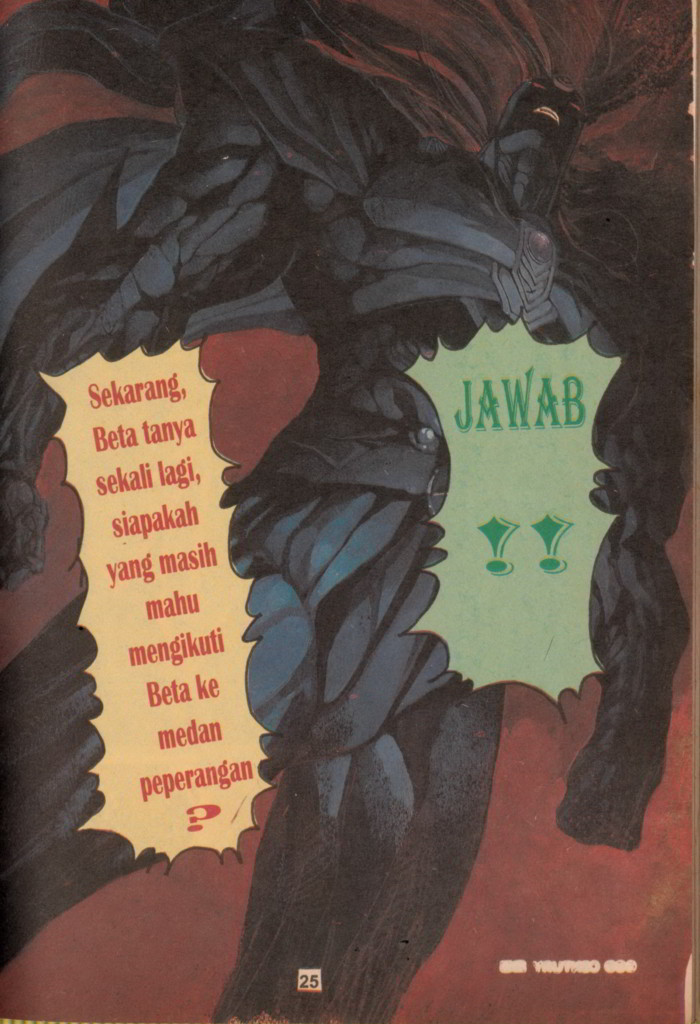 Sekarang,
Beta tanya
sekali lagi,
siapakah
yang masih
mahu
mengikuti
Beta ke
medan
peperangan
?
JAWAB
!!
25